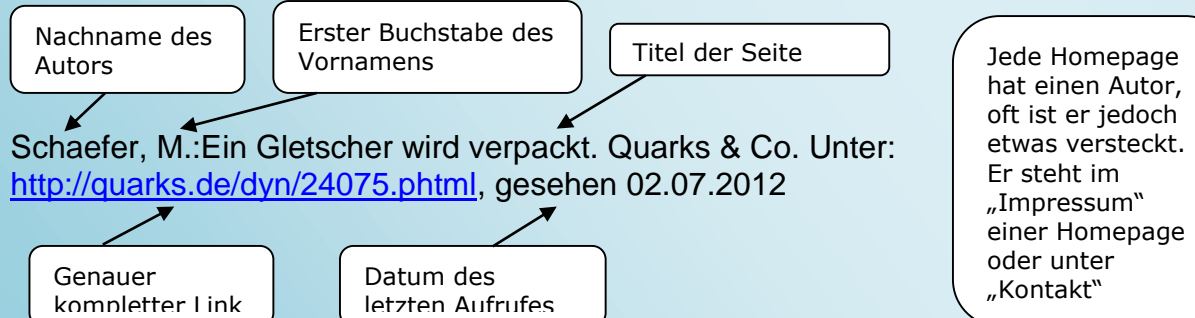 Nachname des
Autors
Erster Buchstabe des
Vornamens
Titel der Seite
Schaefer, M.:Ein Gletscher wird verpackt. Quarks & Co. Unter:
http://quarks.de/dyn/24075.phtml, gesehen 02.07.2012
Genauer
kompletter Link
Datum des
letzten Aufrufes
Jede Homepage
hat einen Autor,
oft ist er jedoch
etwas versteckt.
Er steht im
„Impressum“
einer Homepage
oder unter
„Kontakt“